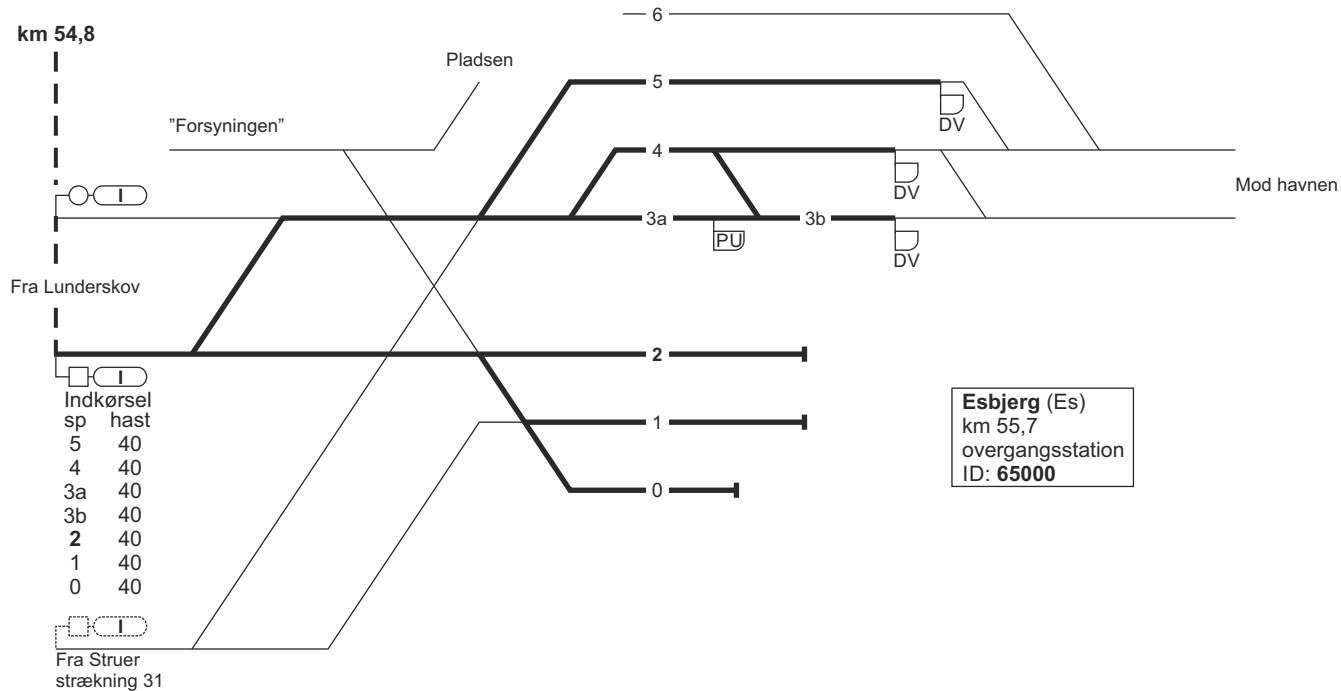 km 54,8
6
Pladsen
5
DV
"Forsyningen"
4
DV
Mod havnen
I
3a
3b
PU
DV
Fra Lunderskov
2
I
Indkørsel
sp hast
5 40
4 40
3a 40
3b 40
2 40
1 40
0 40
1
0
Esbjerg (Es)
km 55,7
overgangsstation
ID: 65000
I
Fra Struer
strækning 31